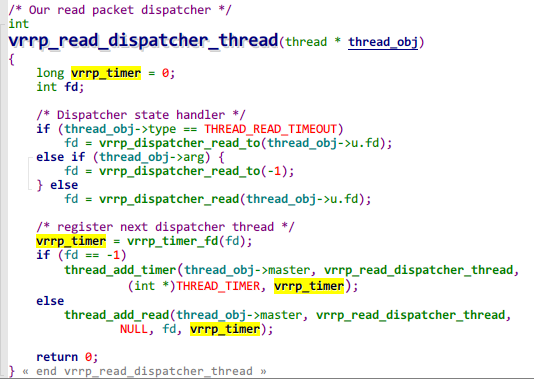 /* Our read packet dispatcher */
int
vrrp_read_dispatcher_thread(thread * thread_obj)
{
long vrrp_timer = 0;
int fd;
/* Dispatcher state handler */
if (thread_obj->type == THREAD_READ_TIMEOUT)
fd = vrrp_dispatcher_read_to(thread_obj->u.fd);
else if (thread_obj->arg) {
fd = vrrp_dispatcher_read_to(-1);
} else
fd = vrrp_dispatcher_read(thread_obj->u.fd);
/* register next dispatcher thread */
vrrp_timer = vrrp_timer_fd(fd);
if (fd == -1)
thread_add_timer(thread_obj->master, vrrp_read_dispatcher_thread,
(int *)THREAD_TIMER, vrrp_timer);
else
thread_add_read(thread_obj->master, vrrp_read_dispatcher_thread,
NULL, fd, vrrp_timer);
return 0;
} « end vrrp_read_dispatcher_thread »